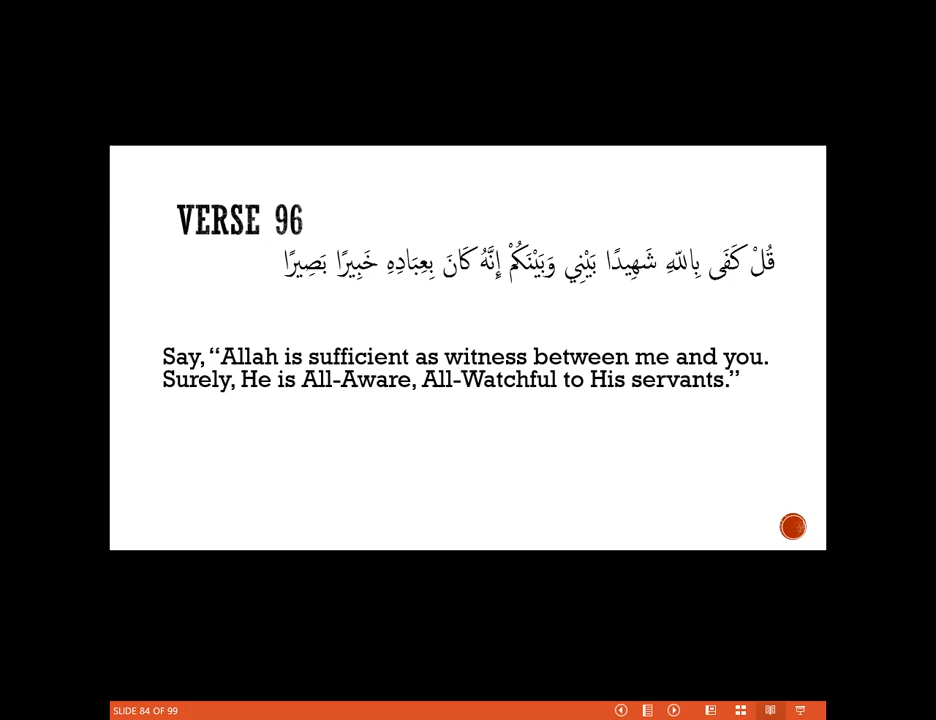 VERSE 96
قُلْ كَفَى بِاللّهِ شَهِيدًا بَيْنِي وَبَيْنَكُمْ إِنَّهُ كَانَ بِعِبَادِهِ خَبِيرًا بَصِيرًا
Say, “Allah is sufficient as witness between me and you.
Surely, He is All-Aware, All-Watchful to His servants.”
SLIDE 84 OF 99